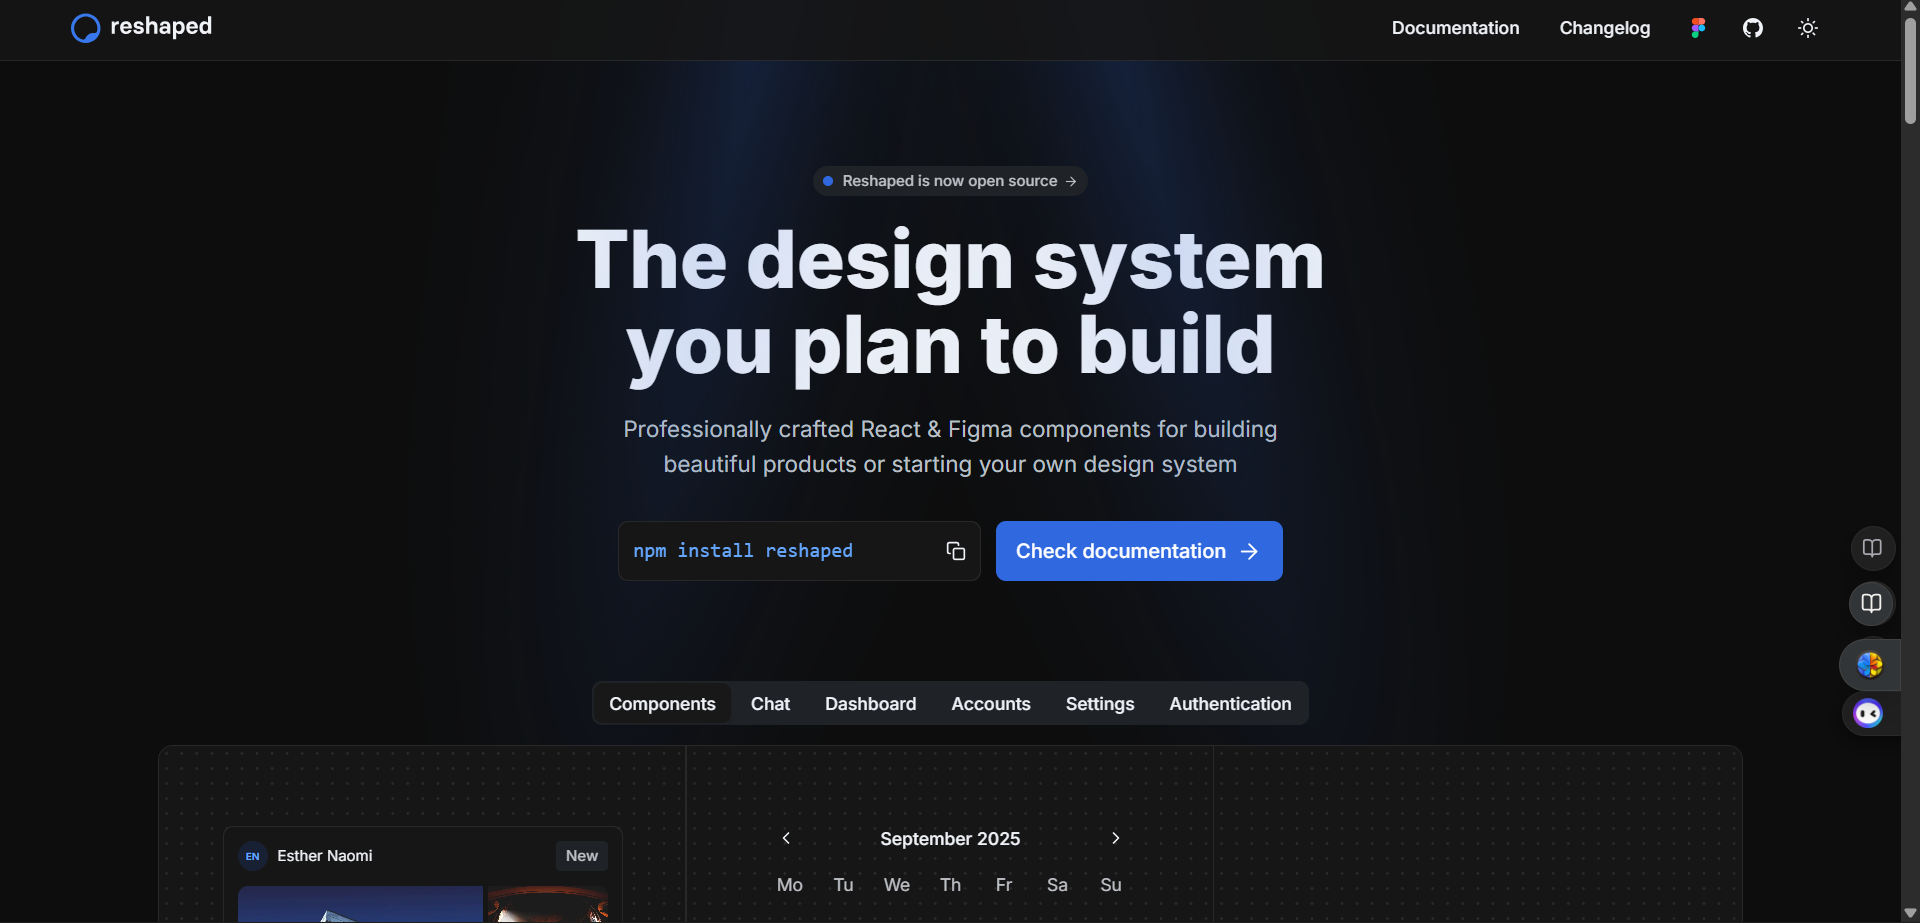 reshaped
Documentation
Changelog
Reshaped is now open source →
The design system
you plan to build
Professionally crafted React & Figma components for building
beautiful products or starting your own design system
npm install reshaped
Check documentation →
Components
Chat
Dashboard
Accounts
Settings
Authentication
EN
Esther Naomi
New
September 2025
Mo Tu We Th Fr Sa Su